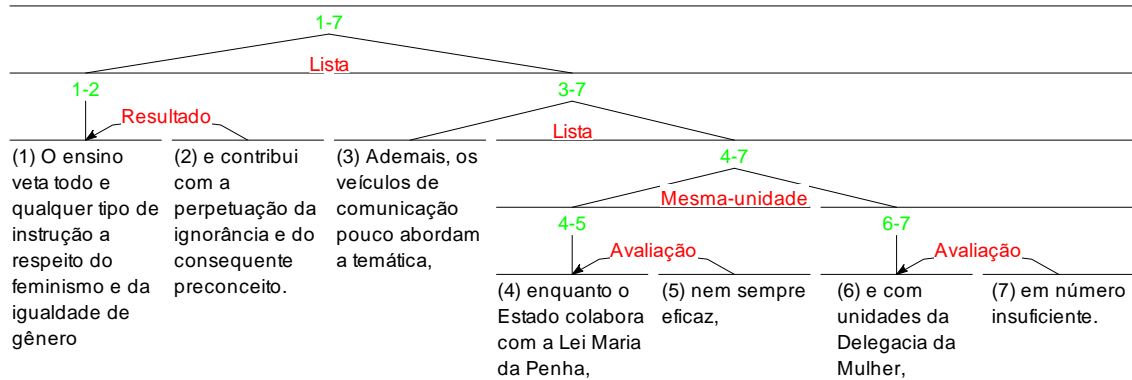 1-7
Lista
1-2
3-7
Resultado
Lista
(1) O ensino
veta todo e
qualquer tipo de
instrução a
respeito do
feminismo e da
igualdade de
gênero
(2) e contribui
com a
perpetuação da
ignorância e do
consequente
preconceito.
(3) Ademais, os
veículos de
comunicação
pouco abordam
a temática,
4-7
Mesma-unidade
4-5
6-7
Avaliação
Avaliação
(4) enquanto o
Estado colabora
com a Lei Maria
da Penha,
(5) nem sempre
eficaz,
(6) e com
unidades da
Delegacia da
Mulher,
(7) em número
insuficiente.